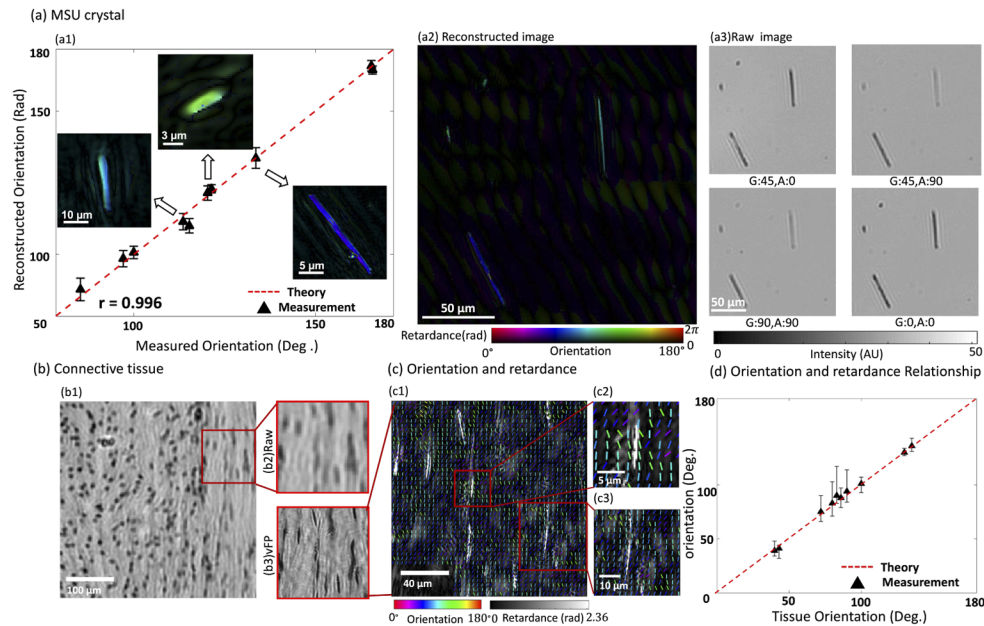 (a) MSU crystal
(a1)
180
150
100
50
Reconstructed Orientation (Rad)
3 μm
10 μm
5 μm
r = 0.996
Theory
Measurement
100
150
180
Measured Orientation (Deg .)
(a2) Reconstructed image
50 μm
Retardance(rad)
2π
0
0°
Orientation
180°
(a3)Raw image
G:45,A:0
G:45,A:90
50 μm
G:90,A:90
G:0,A:0
0
Intensity (AU)
50
(b) Connective tissue
(b1)
100 μm
(b2)Raw
(b3)vFP
(c) Orientation and retardance
(c1)
40 μm
0°
Orientation
180°
0
Retardance (rad)
2.36
(c2)
5 μm
(c3)
10 μm
(d) Orientation and retardance Relationship
180
100
50
0
orientation (Deg.)
Theory
Measurement
50
100
180
Tissue Orientation (Deg.)